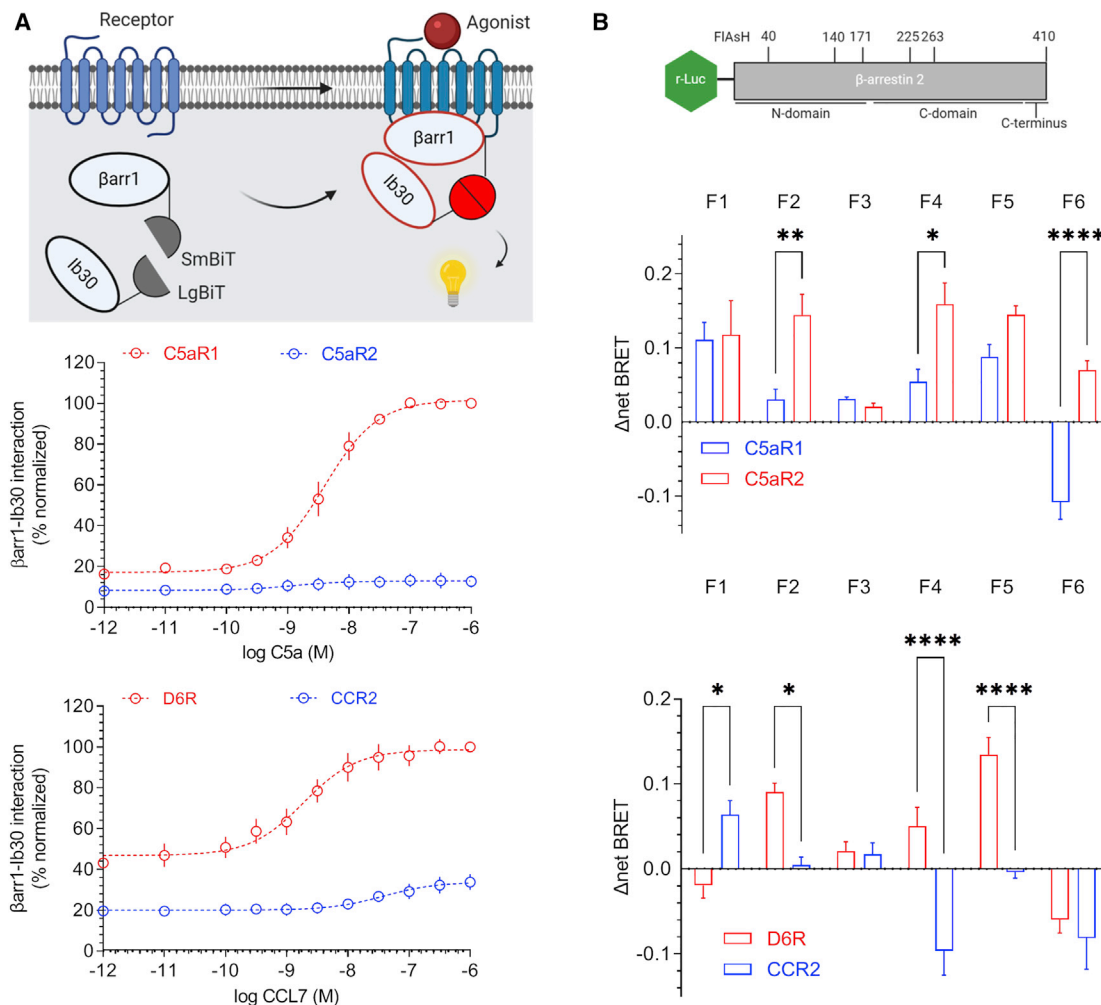 A
Receptor
Agonist
βarr1
Ib30
SmBiT
LgBiT
βarr1
Ib30
C5aR1 C5aR2
βarr1-Ib30 interaction
(% normalized)
120
100
80
60
40
20
0
-12 -11 -10 -9 -8 -7 -6
log C5a (M)
D6R CCR2
βarr1-Ib30 interaction
(% normalized)
120
100
80
60
40
20
0
-12 -11 -10 -9 -8 -7 -6
log CCL7 (M)
B
FlAsH 40 140 171 225 263 410
r-Luc
β-arrestin 2
N-domain C-domain
C-terminus
F1 F2 F3 F4 F5 F6
** * ****
Δnet BRET
0.2
0.1
0.0
-0.1
C5aR1
C5aR2
F1 F2 F3 F4 F5 F6
* * **** ****
Δnet BRET
0.2
0.1
0.0
-0.1
D6R
CCR2